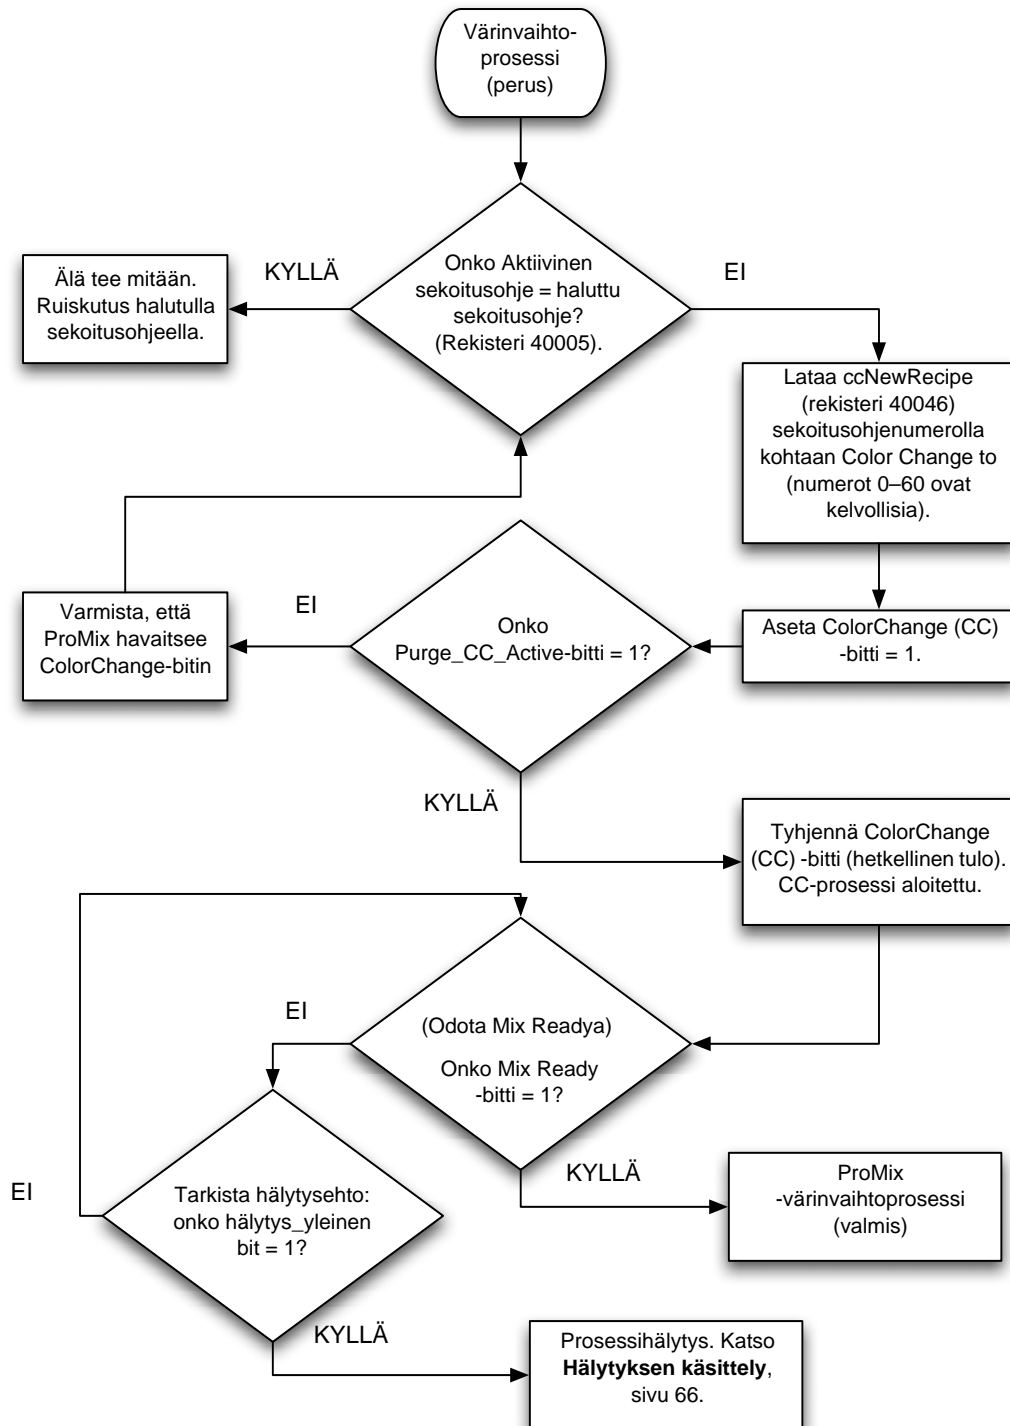 Värinvaihto-
prosessi
(perus)
Onko Aktiivinen
sekoitusohje = haluttu
sekoitusohje?
(Rekisteri 40005).
KYLLÄ
EI
Älä tee mitään.
Ruiskutus halutulla
sekoitusohjeella.
Lataa ccNewRecipe
(rekisteri 40046)
sekoitusohjenumerolla
kohtaan Color Change to
(numerot 0–60 ovat
kelvollisia).
Aseta ColorChange (CC)
-bitti = 1.
Onko
Purge_CC_Active-bitti = 1?
EI
Varmista, että
ProMix havaitsee
ColorChange-bitin
KYLLÄ
Tyhjennä ColorChange
(CC) -bitti (hetkellinen tulo).
CC-prosessi aloitettu.
(Odota Mix Readya)
Onko Mix Ready
-bitti = 1?
EI
KYLLÄ
ProMix
-värinvaihtoprosessi
(valmis)
Tarkista hälytysehto:
onko hälytys_yleinen
bit = 1?
EI
KYLLÄ
Prosessihälytys. Katso
Hälytyksen käsittely,
sivu 66.